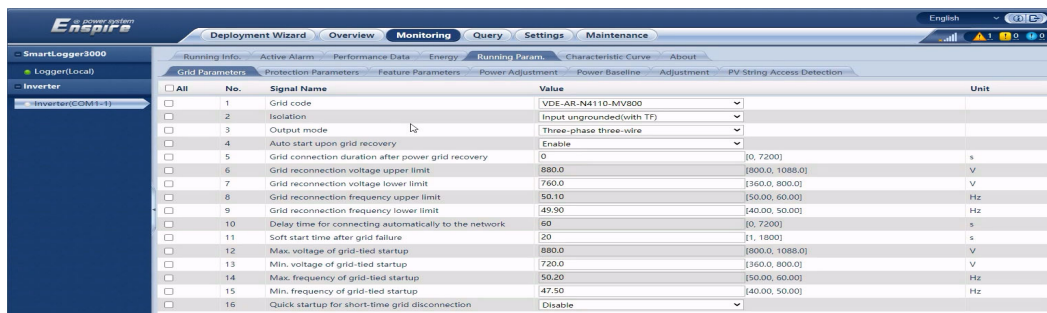 e power system
Enspire
English
Deployment Wizard Overview Monitoring Query Settings Maintenance
1 0 0
SmartLogger3000
Running Info. Active Alarm Performance Data Energy Running Param. Characteristic Curve About
Logger(Local)
Grid Parameters Protection Parameters Feature Parameters Power Adjustment Power Baseline Adjustment PV String Access Detection
Inverter
All No. Signal Name Value Unit
Inverter(COM1-1)
1 Grid code VDE-AR-N4110-MV800
2 Isolation Input ungrounded(with TF)
3 Output mode Three-phase three-wire
4 Auto start upon grid recovery Enable
5 Grid connection duration after power grid recovery 0 [0, 7200] s
6 Grid reconnection voltage upper limit 880.0 [800.0, 1088.0] V
7 Grid reconnection voltage lower limit 760.0 [360.0, 800.0] V
8 Grid reconnection frequency upper limit 50.10 [50.00, 60.00] Hz
9 Grid reconnection frequency lower limit 49.90 [40.00, 50.00] Hz
10 Delay time for connecting automatically to the network 60 [0, 7200] s
11 Soft start time after grid failure 20 [1, 1800] s
12 Max. voltage of grid-tied startup 880.0 [800.0, 1088.0] V
13 Min. voltage of grid-tied startup 720.0 [360.0, 800.0] V
14 Max. frequency of grid-tied startup 50.20 [50.00, 60.00] Hz
15 Min. frequency of grid-tied startup 47.50 [40.00, 50.00] Hz
16 Quick startup for short-time grid disconnection Disable